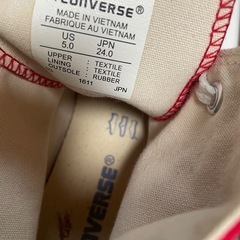 CONVERSE
MADE IN VIETNAM
FABRIQUE AU VIETNAM
US JPN
5.0 24.0
UPPER : TEXTILE
LINING : TEXTILE
OUTSOLE : RUBBER
1611 JPN
CONVERSE